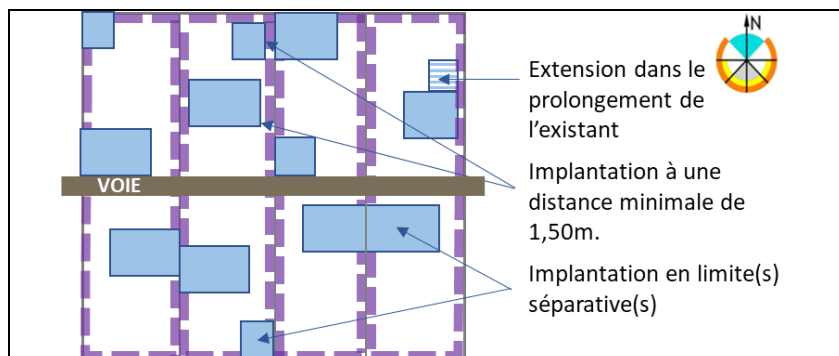 N
Extension dans le
prolongement de
l'existant
Implantation à une
distance minimale de
1,50m.
VOIE
Implantation en limite(s)
séparative(s)